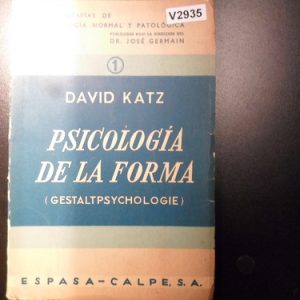 V2935
DE
NORMAL Y PATOLÓGICA
PUBLICADAS BAJO LA DIRECCION DEL
DR. JOSÉ GERMAIN
1
DAVID KATZ
PSICOLOGÍA
DE LA FORMA
(GESTALTPSYCHOLOGIE)
ESPASA-CALPE, S.A.